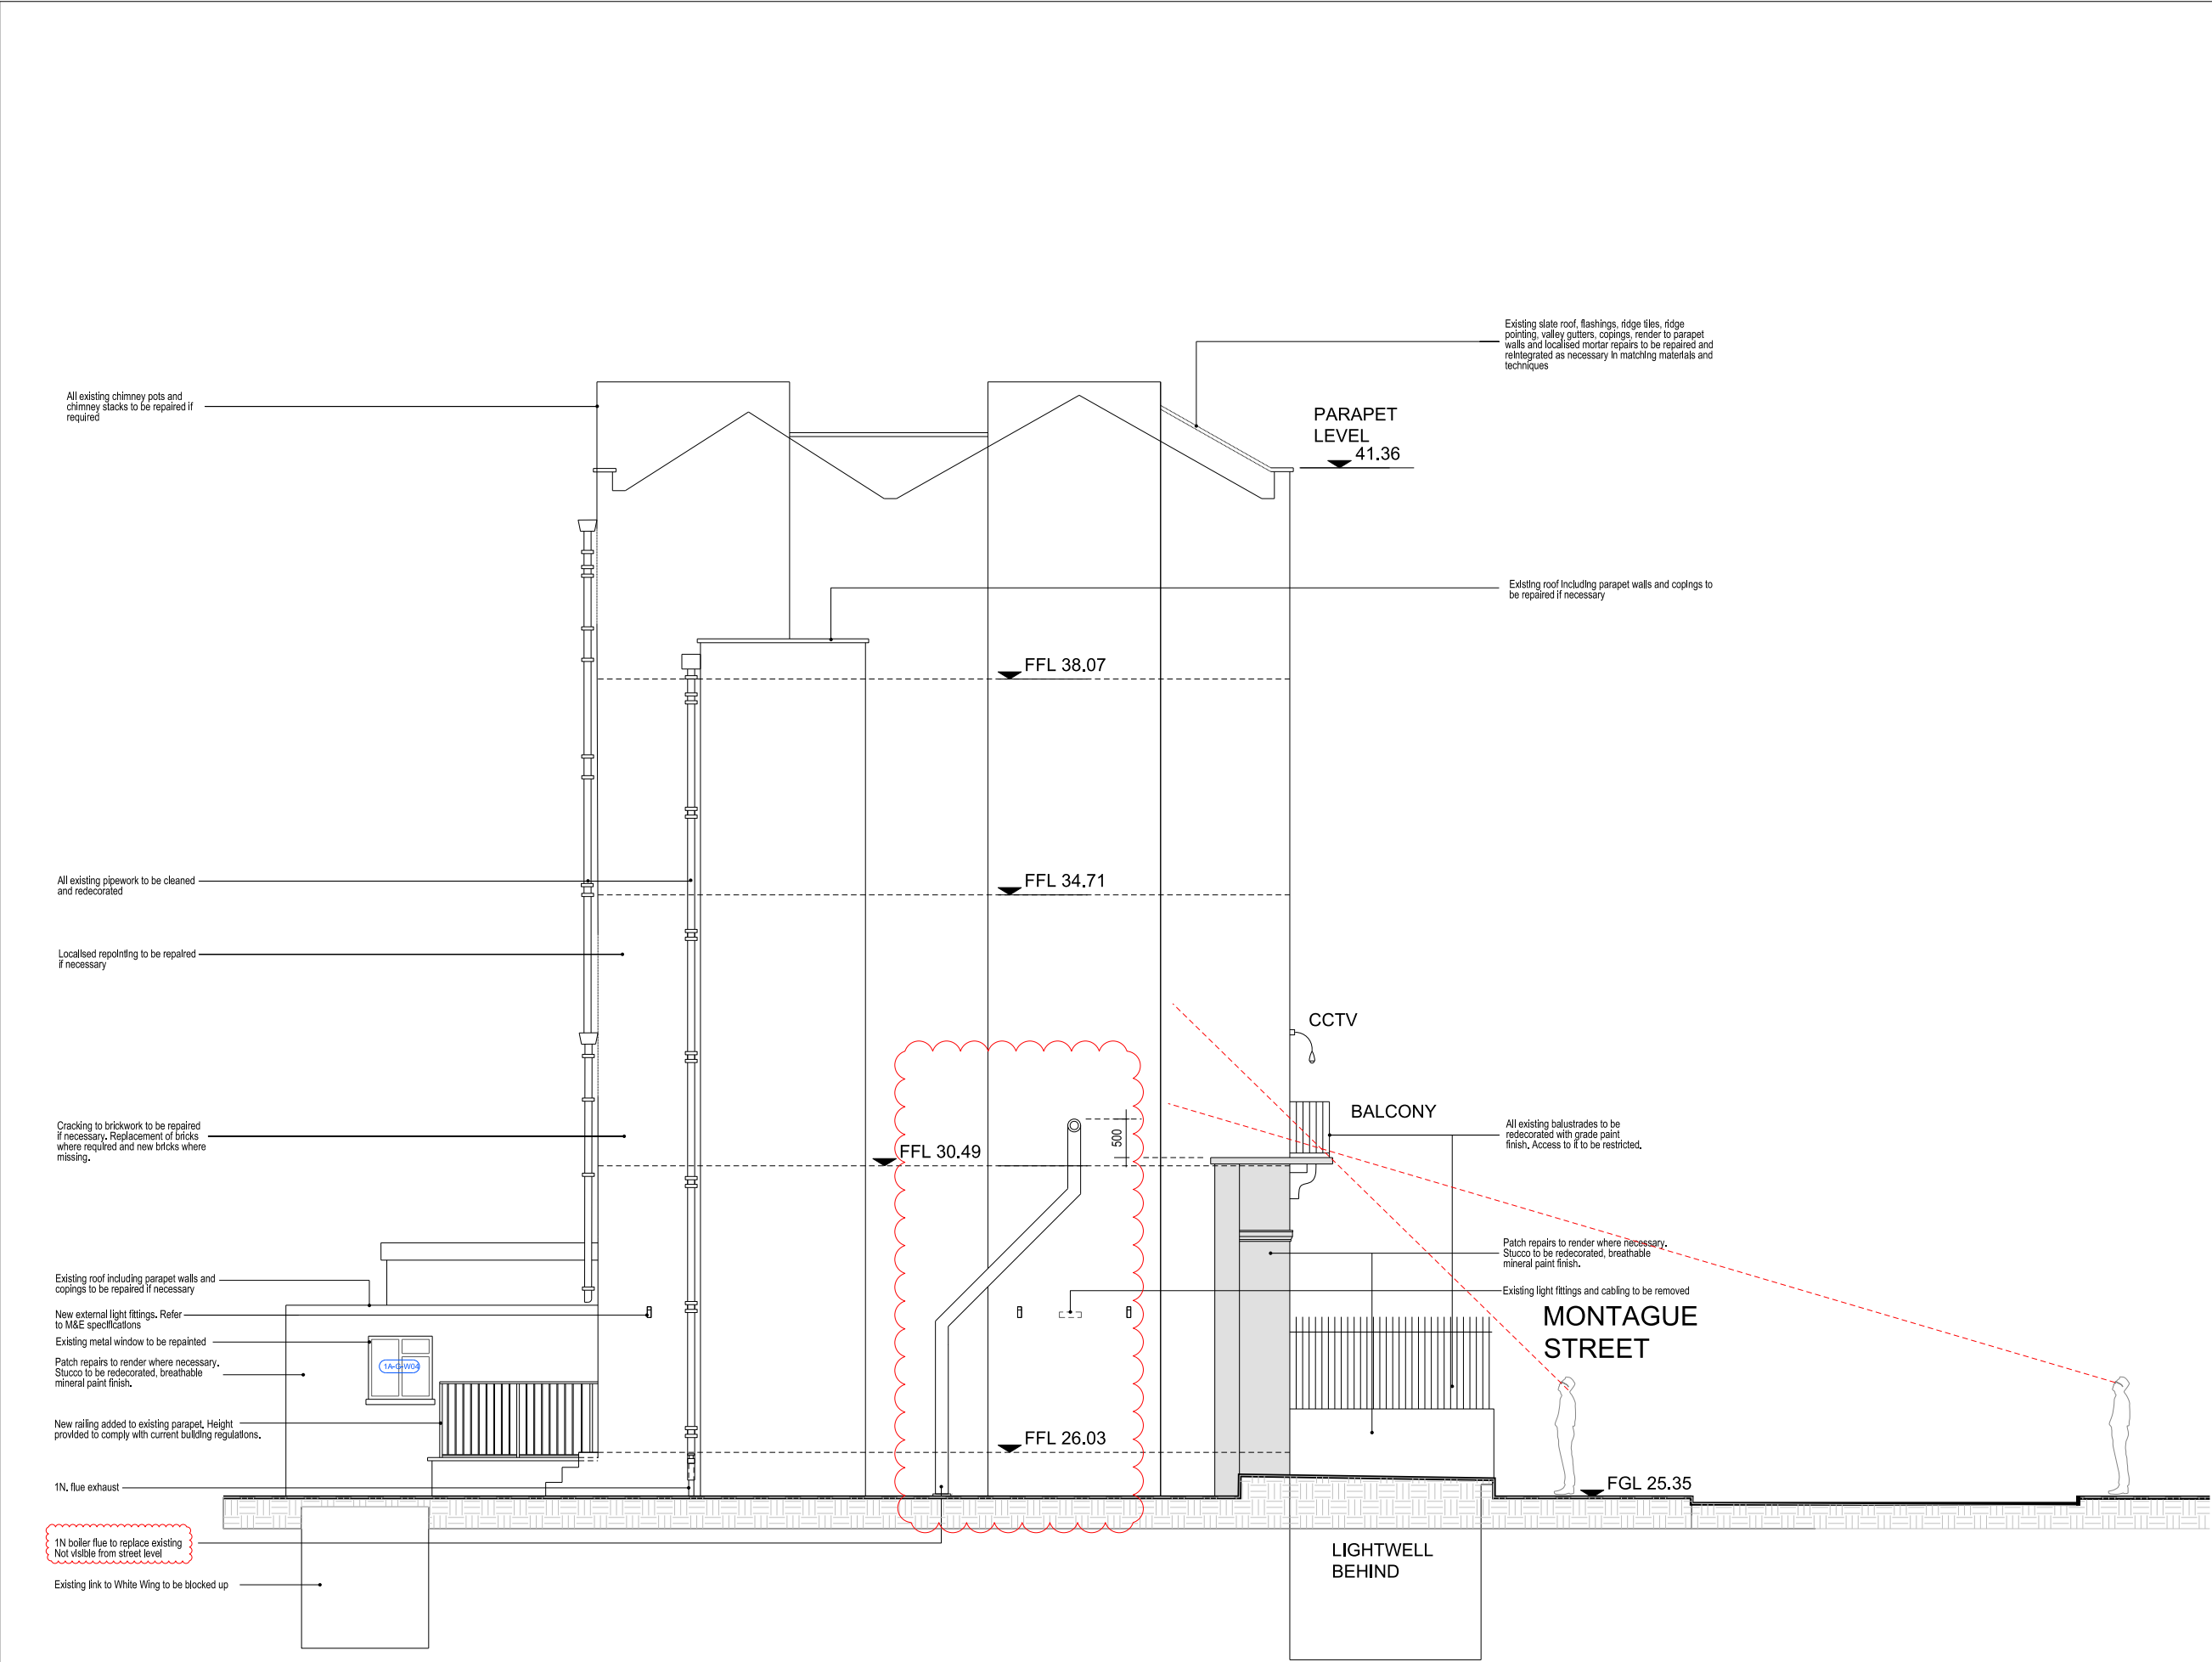 Existing slate roof, flashings, ridge tiles, ridge
pointing, valley gutters, copings, render to parapet
walls and localised mortar repairs to be repaired and
reintegrated as necessary in matching materials and
techniques
All existing chimney pots and
chimney stacks to be repaired if
required
PARAPET
LEVEL
41.36
Existing roof including parapet walls and copings to
be repaired if necessary
FFL 38.07
All existing pipework to be cleaned
and redecorated
FFL 34.71
Localised repointing to be repaired
if necessary
CCTV
BALCONY
Cracking to brickwork to be repaired
if necessary. Replacement of bricks
where required and new bricks where
missing.
500
FFL 30.49
All existing balustrades to be
redecorated with grade paint
finish. Access to it to be restricted.
Patch repairs to render where necessary.
Stucco to be redecorated, breathable
mineral paint finish.
Existing roof including parapet walls and
copings to be repaired if necessary
Existing light fittings and cabling to be removed
New external light fittings. Refer
to M&E specifications
MONTAGUE
STREET
Existing metal window to be repainted
1A-G-W04
Patch repairs to render where necessary.
Stucco to be redecorated, breathable
mineral paint finish.
New railing added to existing parapet. Height
provided to comply with current building regulations.
FFL 26.03
1N. flue exhaust
FGL 25.35
1N boiler flue to replace existing
Not visible from street level
LIGHTWELL
BEHIND
Existing link to White Wing to be blocked up